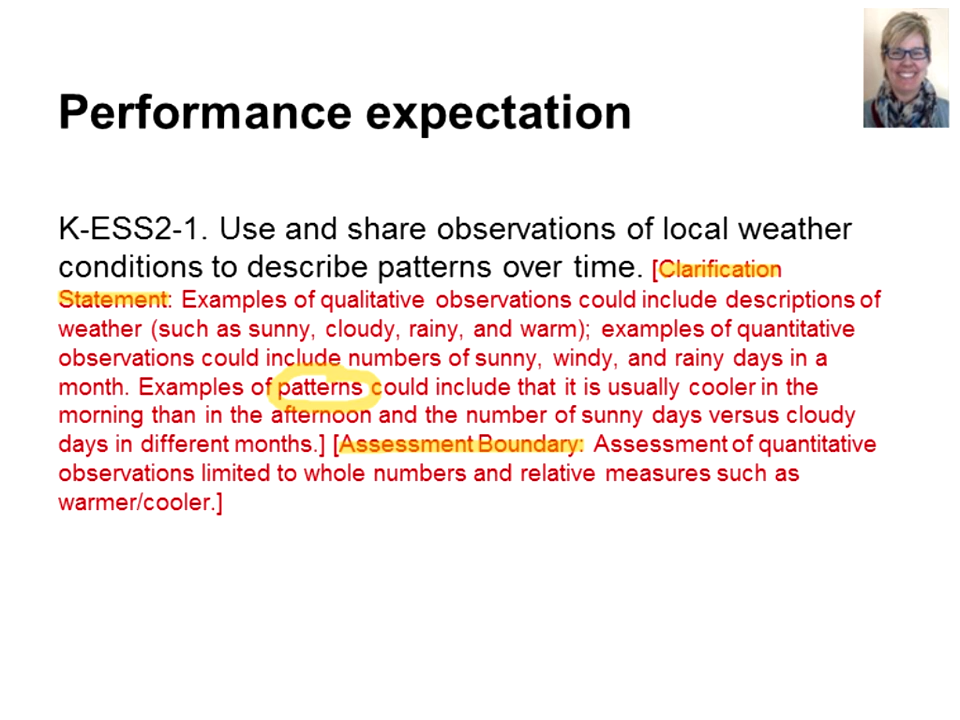 Performance expectation
K-ESS2-1. Use and share observations of local weather
conditions to describe patterns over time. [Clarification
Statement: Examples of qualitative observations could include descriptions of
weather (such as sunny, cloudy, rainy, and warm); examples of quantitative
observations could include numbers of sunny, windy, and rainy days in a
month. Examples of patterns could include that it is usually cooler in the
morning than in the afternoon and the number of sunny days versus cloudy
days in different months.] [Assessment Boundary: Assessment of quantitative
observations limited to whole numbers and relative measures such as
warmer/cooler.]